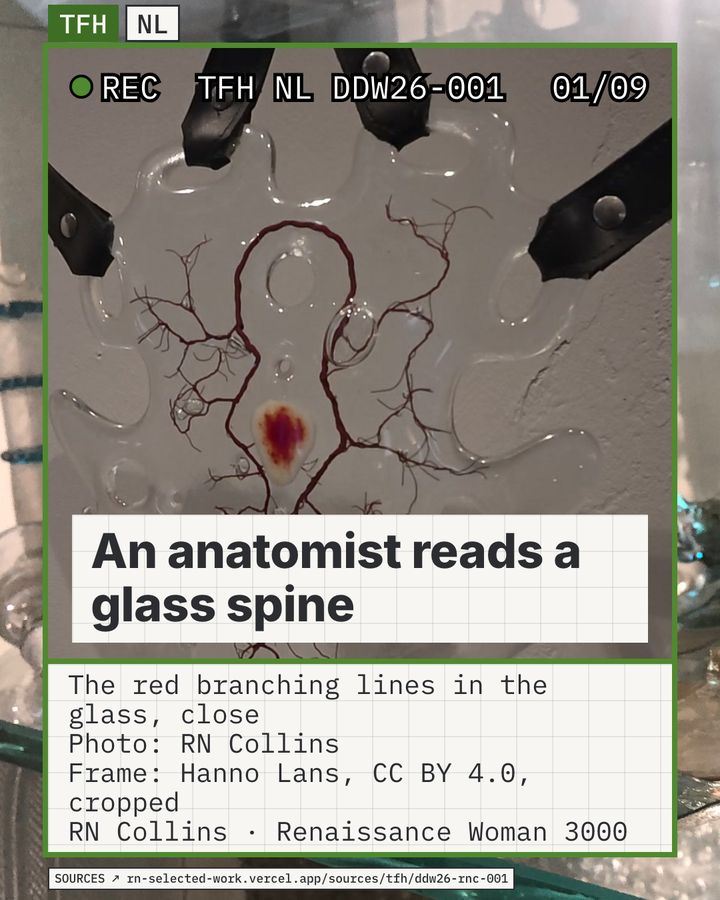 TFH NL
REC TFH NL DDW26-001 01/09
An anatomist reads a
glass spine
The red branching lines in the
glass, close
Photo: RN Collins
Frame: Hanno Lans, CC BY 4.0,
cropped
RN Collins · Renaissance Woman 3000
SOURCES ↗ rn-selected-work.vercel.app/sources/tfh/ddw26-rnc-001